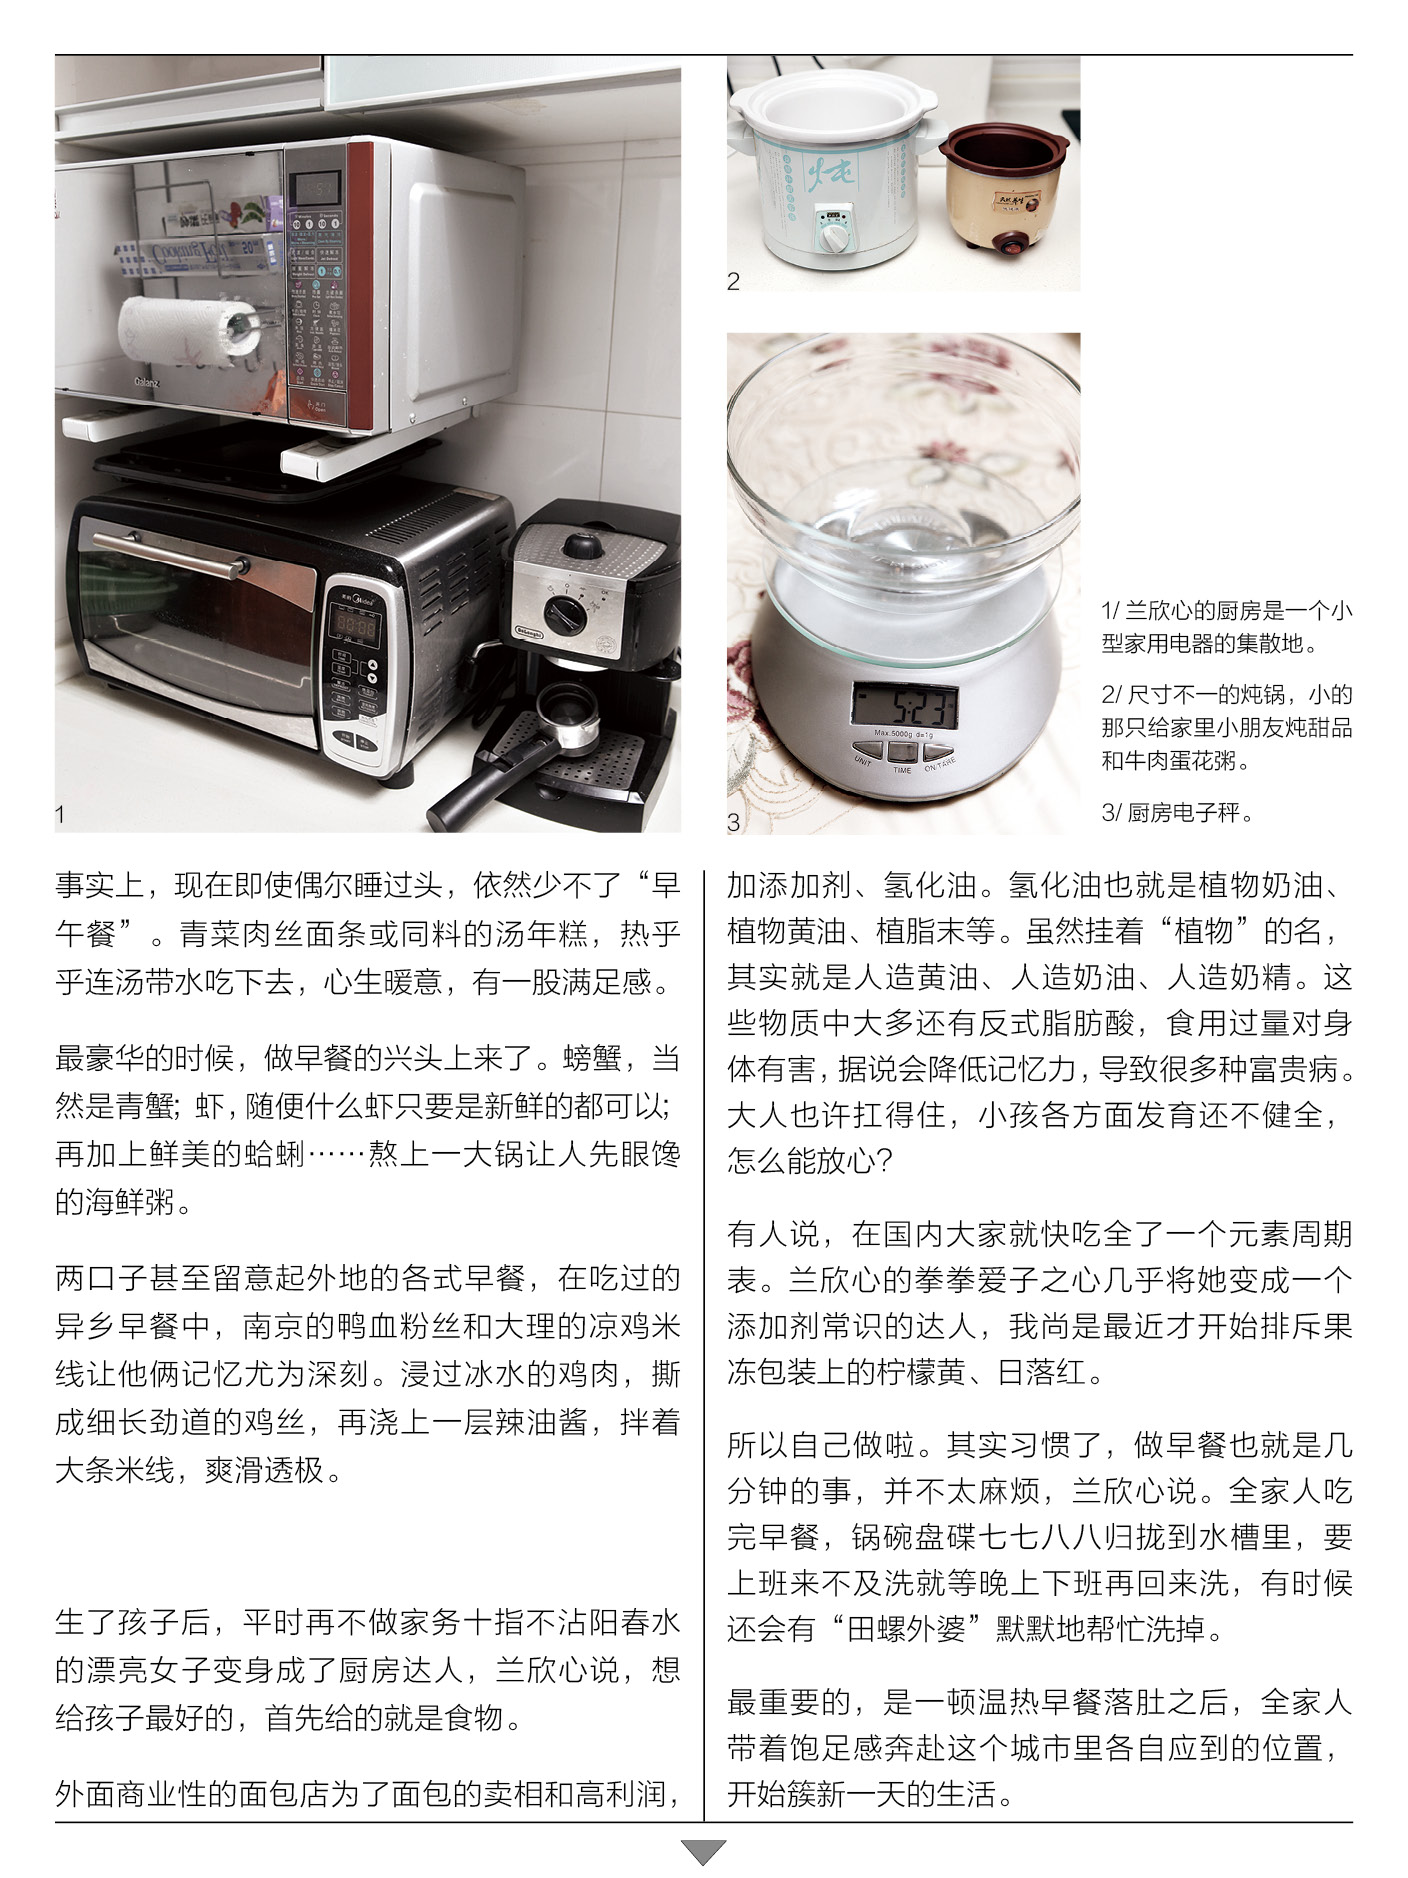 Galanz
Cooking Foil
Open
Midea
DeLonghi
1
炖
2
5:23
Max.5000g d=1g
UNIT
TIME
ON/TARE
3
1/ 兰欣心的厨房是一个小
型家用电器的集散地。
2/ 尺寸不一的炖锅，小的
那只给家里小朋友炖甜品
和牛肉蛋花粥。
3/ 厨房电子秤。
事实上，现在即使偶尔睡过头，依然少不了“早
午餐”。青菜肉丝面条或同料的汤年糕，热乎
乎连汤带水吃下去，心生暖意，有一股满足感。
最豪华的时候，做早餐的兴头上来了。螃蟹，当
然是青蟹；虾，随便什么虾只要是新鲜的都可以；
再加上鲜美的蛤蜊……熬上一大锅让人先眼馋
的海鲜粥。
两口子甚至留意起外地的各式早餐，在吃过的
异乡早餐中，南京的鸭血粉丝和大理的凉鸡米
线让他俩记忆尤为深刻。浸过冰水的鸡肉，撕
成细长劲道的鸡丝，再浇上一层辣油酱，拌着
大条米线，爽滑透极。
生了孩子后，平时再不做家务十指不沾阳春水
的漂亮女子变身成了厨房达人，兰欣心说，想
给孩子最好的，首先给的就是食物。
外面商业性的面包店为了面包的卖相和高利润，
加添加剂、氢化油。氢化油也就是植物奶油、
植物黄油、植脂末等。虽然挂着“植物”的名，
其实就是人造黄油、人造奶油、人造奶精。这
些物质中大多还有反式脂肪酸，食用过量对身
体有害，据说会降低记忆力，导致很多种富贵病。
大人也许扛得住，小孩各方面发育还不健全，
怎么能放心？
有人说，在国内大家就快吃全了一个元素周期
表。兰欣心的拳拳爱子之心几乎将她变成一个
添加剂常识的达人，我尚是最近才开始排斥果
冻包装上的柠檬黄、日落红。
所以自己做啦。其实习惯了，做早餐也就是几
分钟的事，并不太麻烦，兰欣心说。全家人吃
完早餐，锅碗盘碟七七八八归拢到水槽里，要
上班来不及洗就等晚上下班再回来洗，有时候
还会有“田螺外婆”默默地帮忙洗掉。
最重要的，是一顿温热早餐落肚之后，全家人
带着饱足感奔赴这个城市里各自应到的位置，
开始簇新一天的生活。